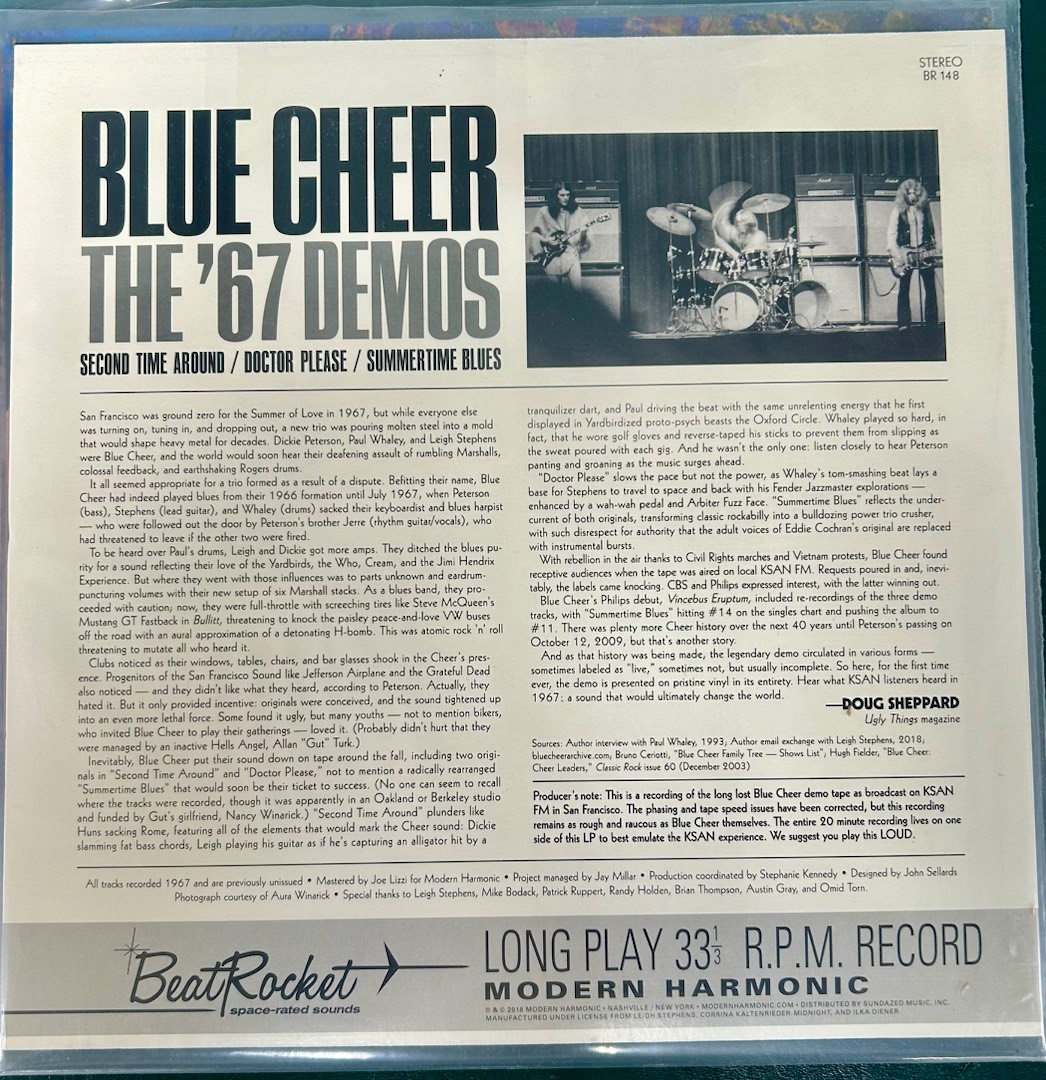 STEREO
BR 148
BLUE CHEER
THE '67 DEMOS
SECOND TIME AROUND / DOCTOR PLEASE / SUMMERTIME BLUES
San Francisco was ground zero for the Summer of Love in 1967, but while everyone else
was turning on, tuning in, and dropping out, a new trio was pouring molten steel into a mold
that would shape heavy metal for decades. Dickie Peterson, Paul Whaley, and Leigh Stephens
were Blue Cheer, and the world would soon hear their deafening assault of rumbling Marshalls,
colossal feedback, and earthshaking Rogers drums.
It all seemed appropriate for a trio formed as a result of a dispute. Befitting their name, Blue
Cheer had indeed played blues from their 1966 formation until July 1967, when Peterson
(bass), Stephens (lead guitar), and Whaley (drums) sacked their keyboardist and blues harpist
— who were followed out the door by Peterson's brother Jerre (rhythm guitar/vocals), who
had threatened to leave if the other two were fired.
To be heard over Paul's drums, Leigh and Dickie got more amps. They ditched the blues pu-
rity for a sound reflecting their love of the Yardbirds, the Who, Cream, and the Jimi Hendrix
Experience. But where they went with those influences was to parts unknown and eardrum-
puncturing volumes with their new setup of six Marshall stacks. As a blues band, they pro-
ceeded with caution; now, they were full-throttle with screeching tires like Steve McQueen's
Mustang GT Fastback in Bullitt, threatening to knock the paisley peace-and-love VW buses
off the road with an aural approximation of a detonating H-bomb. This was atomic rock 'n' roll
threatening to mutate all who heard it.
Clubs noticed as their windows, tables, chairs, and bar glasses shook in the Cheer's pres-
ence. Progenitors of the San Francisco Sound like Jefferson Airplane and the Grateful Dead
also noticed — and they didn't like what they heard, according to Peterson. Actually, they
hated it. But it only provided incentive: originals were conceived, and the sound tightened up
into an even more lethal force. Some found it ugly, but many youths — not to mention bikers,
who invited Blue Cheer to play their gatherings — loved it. (Probably didn't hurt that they
were managed by an inactive Hells Angel, Allan "Gut" Turk.)
Inevitably, Blue Cheer put their sound down on tape around the fall, including two origi-
nals in "Second Time Around" and "Doctor Please," not to mention a radically rearranged
"Summertime Blues" that would soon be their ticket to success. (No one can seem to recall
where the tracks were recorded, though it was apparently in an Oakland or Berkeley studio
and funded by Gut's girlfriend, Nancy Winarick.) "Second Time Around" plunders like
Huns sacking Rome, featuring all of the elements that would mark the Cheer sound: Dickie
slamming fat bass chords, Leigh playing his guitar as if he's capturing an alligator hit by a
tranquilizer dart, and Paul driving the beat with the same unrelenting energy that he first
displayed in Yardbirdized proto-psych beasts the Oxford Circle. Whaley played so hard, in
fact, that he wore golf gloves and reverse-taped his sticks to prevent them from slipping as
the sweat poured with each gig. And he wasn't the only one: listen closely to hear Peterson
panting and groaning as the music surges ahead.
"Doctor Please" slows the pace but not the power, as Whaley's tom-smashing beat lays a
base for Stephens to travel to space and back with his Fender Jazzmaster explorations —
enhanced by a wah-wah pedal and Arbiter Fuzz Face. "Summertime Blues" reflects the under-
current of both originals, transforming classic rockabilly into a bulldozing power trio crusher,
with such disrespect for authority that the adult voices of Eddie Cochran's original are replaced
with instrumental bursts.
With rebellion in the air thanks to Civil Rights marches and Vietnam protests, Blue Cheer found
receptive audiences when the tape was aired on local KSAN FM. Requests poured in and, inevi-
tably, the labels came knocking. CBS and Philips expressed interest, with the latter winning out.
Blue Cheer's Philips debut, Vincebus Eruptum, included re-recordings of the three demo
tracks, with "Summertime Blues" hitting #14 on the singles chart and pushing the album to
#11. There was plenty more Cheer history over the next 40 years until Peterson's passing on
October 12, 2009, but that's another story.
And as that history was being made, the legendary demo circulated in various forms —
sometimes labeled as "live," sometimes not, but usually incomplete. So here, for the first time
ever, the demo is presented on pristine vinyl in its entirety. Hear what KSAN listeners heard in
1967: a sound that would ultimately change the world.
—DOUG SHEPPARD
Ugly Things magazine
Sources: Author interview with Paul Whaley, 1993; Author email exchange with Leigh Stephens, 2018;
bluecheerarchive.com, Bruno Ceriotti, "Blue Cheer Family Tree — Shows List"; Hugh Fielder, "Blue Cheer:
Cheer Leaders," Classic Rock issue 60 (December 2003)
Producer's note: This is a recording of the long lost Blue Cheer demo tape as broadcast on KSAN
FM in San Francisco. The phasing and tape speed issues have been corrected, but this recording
remains as rough and raucous as Blue Cheer themselves. The entire 20 minute recording lives on one
side of this LP to best emulate the KSAN experience. We suggest you play this LOUD.
All tracks recorded 1967 and are previously unissued • Mastered by Joe Lizzi for Modern Harmonic • Project managed by Jay Millar • Production coordinated by Stephanie Kennedy • Designed by John Sellards
Photograph courtesy of Aura Winarick • Special thanks to Leigh Stephens, Mike Bodack, Patrick Ruppert, Randy Holden, Brian Thompson, Austin Gray, and Omid Torn.
BeatRocket
space-rated sounds
LONG PLAY 33 1/3 R.P.M. RECORD
MODERN HARMONIC
℗ & © 2018 MODERN HARMONIC • NASHVILLE / NEW YORK • MODERNHARMONIC.COM • DISTRIBUTED BY SUNDAZED MUSIC, INC.
MANUFACTURED UNDER LICENSE FROM LEIGH STEPHENS, CORRINA KALTENRIEDER-MIDNIGHT, AND ILKA DIENER